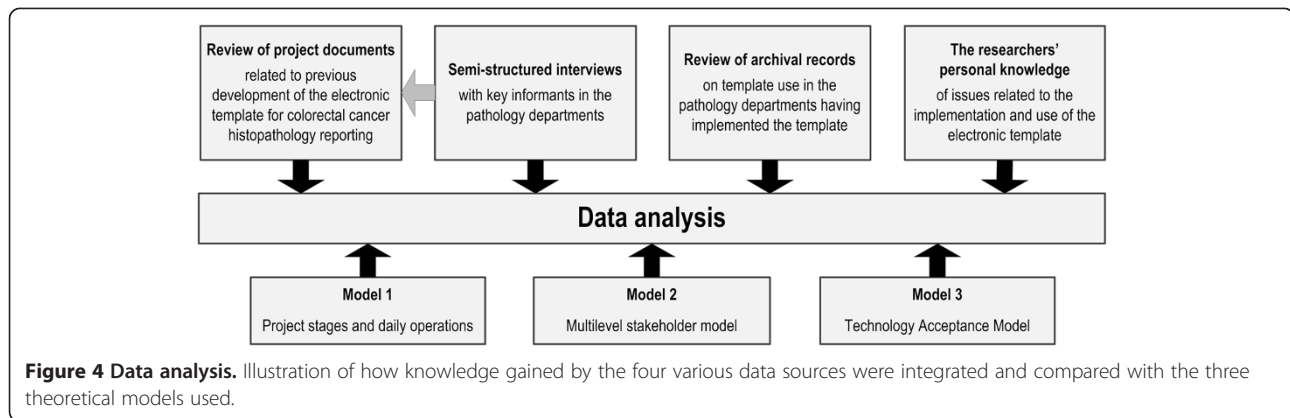 Review of project documents
related to previous
development of the electronic
template for colorectal cancer
histopathology reporting
Semi-structured interviews
with key informants in the
pathology departments
Review of archival records
on template use in the
pathology departments having
implemented the template
The researchers'
personal knowledge
of issues related to the
implementation and use of the
electronic template
Data analysis
Model 1
Project stages and daily operations
Model 2
Multilevel stakeholder model
Model 3
Technology Acceptance Model
Figure 4 Data analysis. Illustration of how knowledge gained by the four various data sources were integrated and compared with the three
theoretical models used.